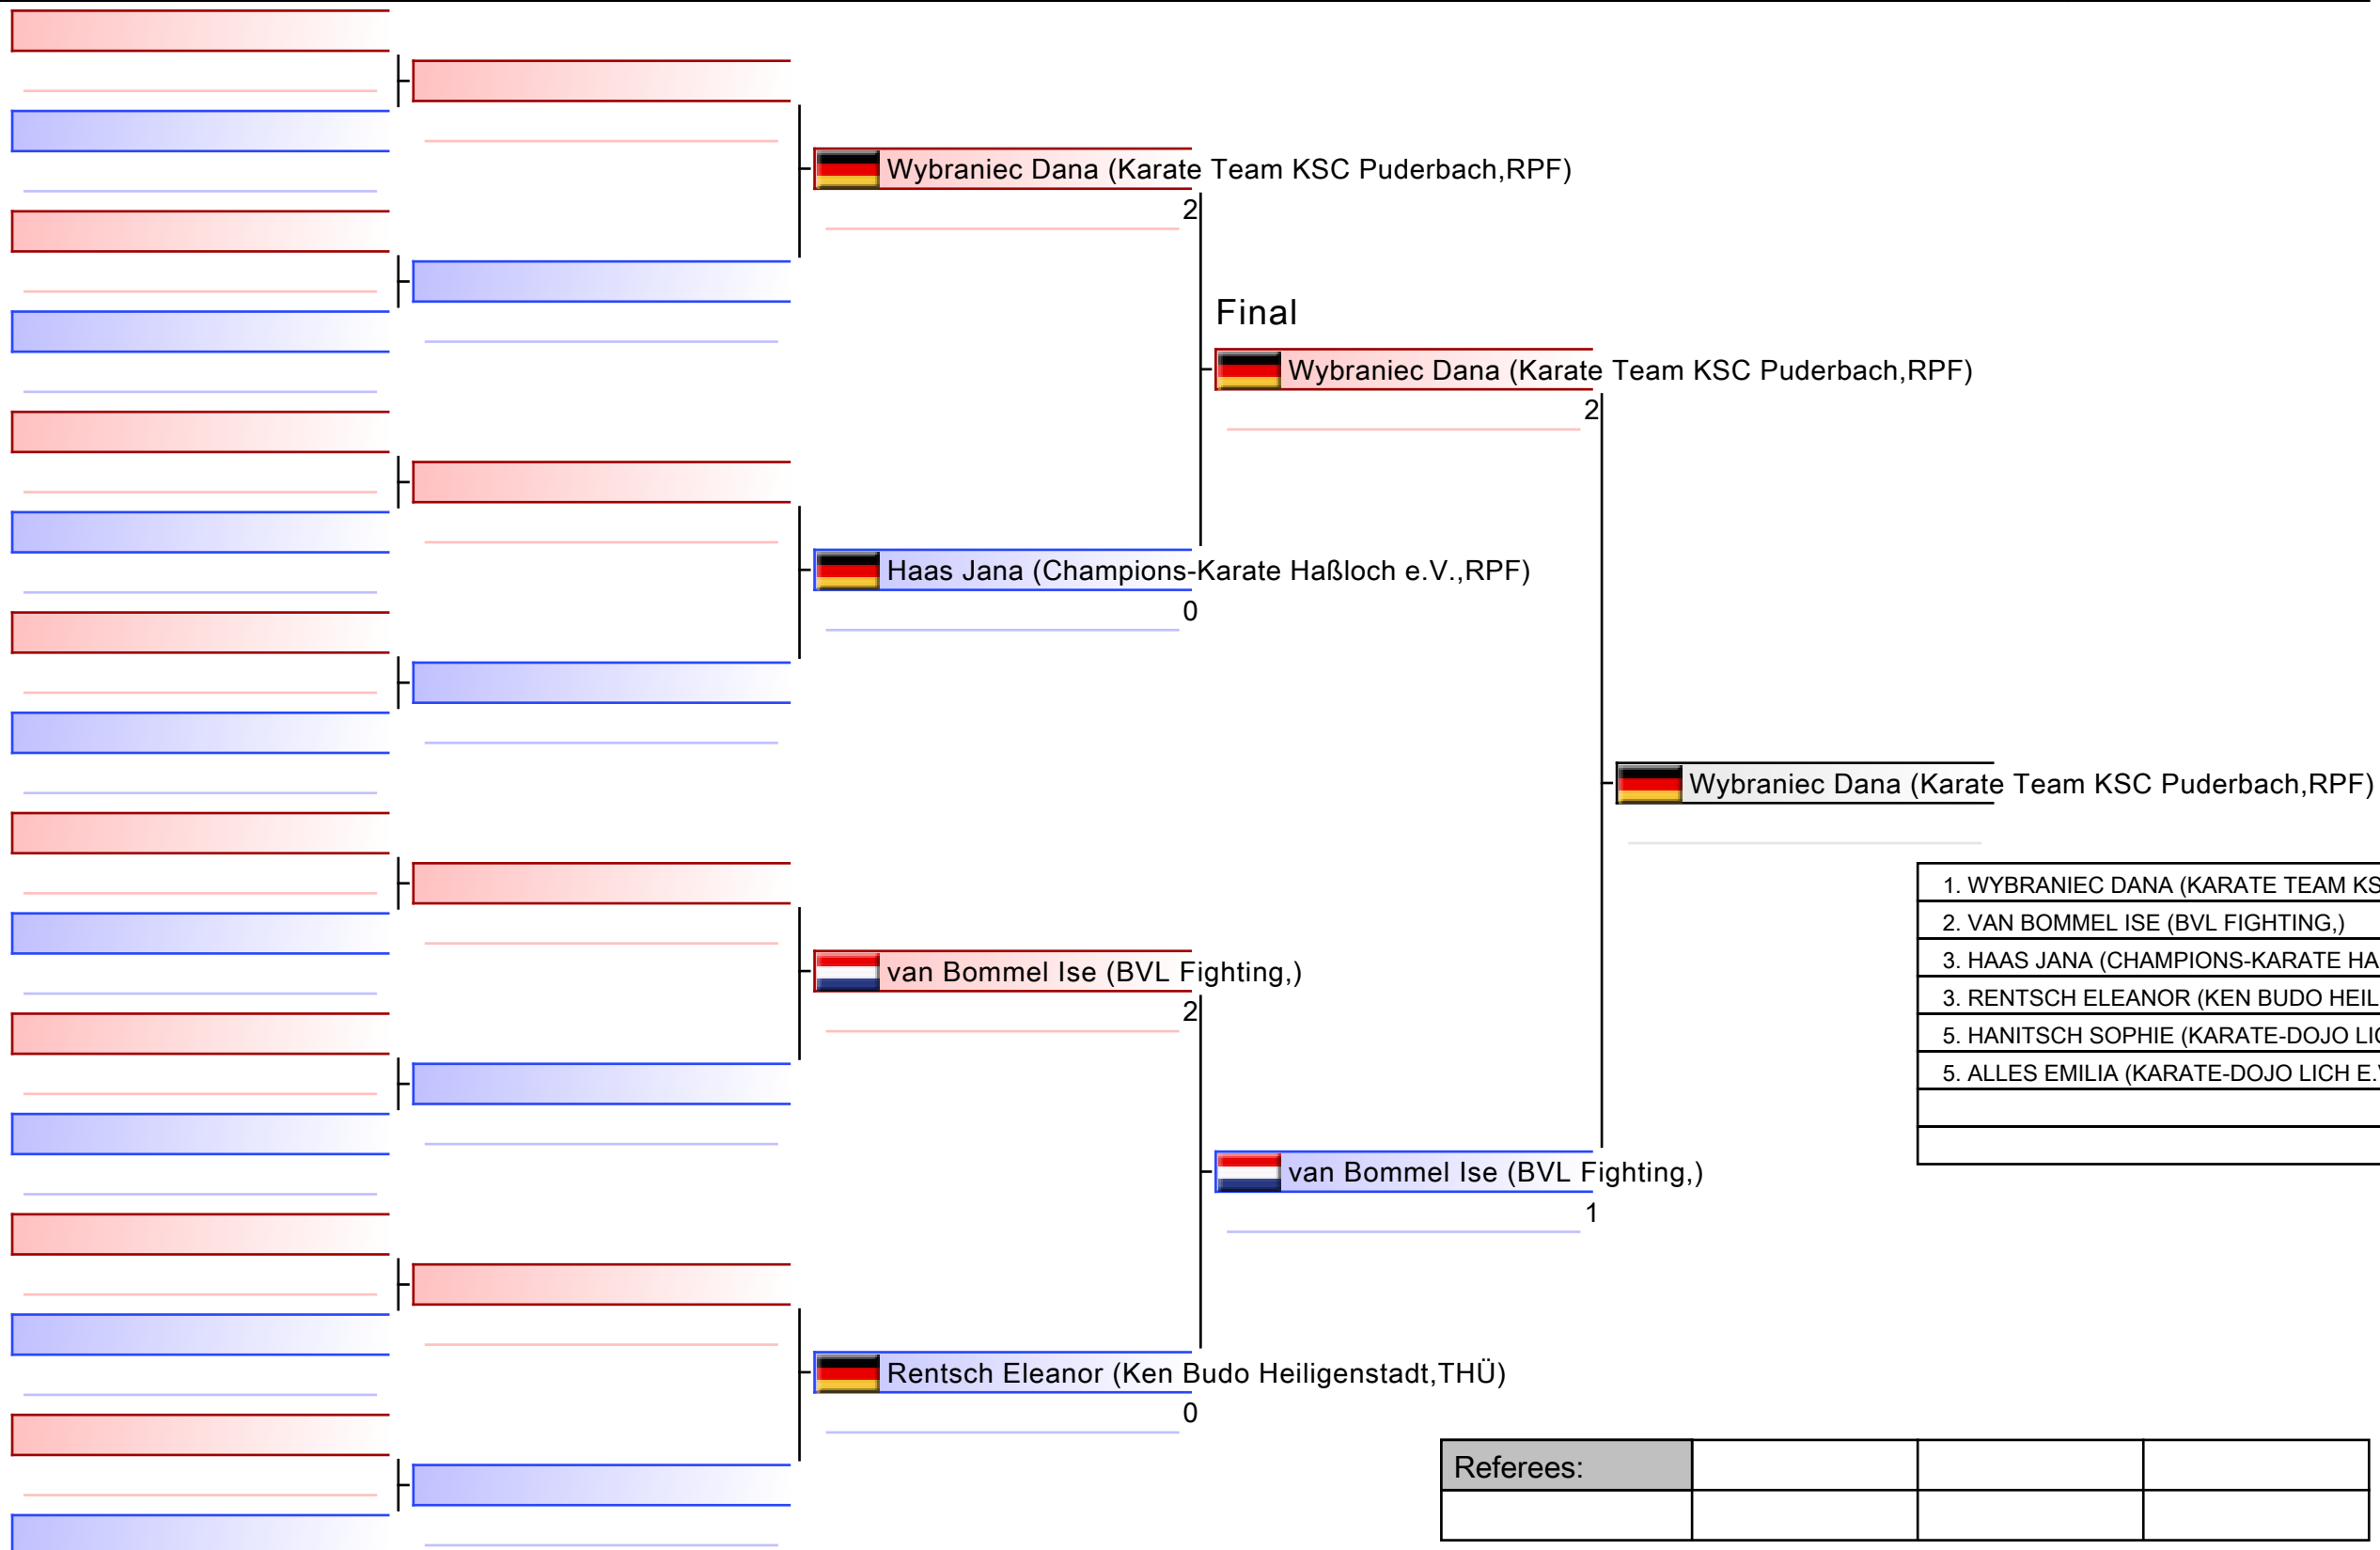 Wybraniec Dana (Karate Team KSC Puderbach,RPF)
2
Final
Wybraniec Dana (Karate Team KSC Puderbach,RPF)
2
Haas Jana (Champions-Karate Haßloch e.V.,RPF)
0
Wybraniec Dana (Karate Team KSC Puderbach,RPF)
1. WYBRANIEC DANA (KARATE TEAM KS
2. VAN BOMMEL ISE (BVL FIGHTING,)
3. HAAS JANA (CHAMPIONS-KARATE HA
3. RENTSCH ELEANOR (KEN BUDO HEIL
5. HANITSCH SOPHIE (KARATE-DOJO LIC
5. ALLES EMILIA (KARATE-DOJO LICH E.V
van Bommel Ise (BVL Fighting,)
2
van Bommel Ise (BVL Fighting,)
1
Rentsch Eleanor (Ken Budo Heiligenstadt,THÜ)
0
Referees: